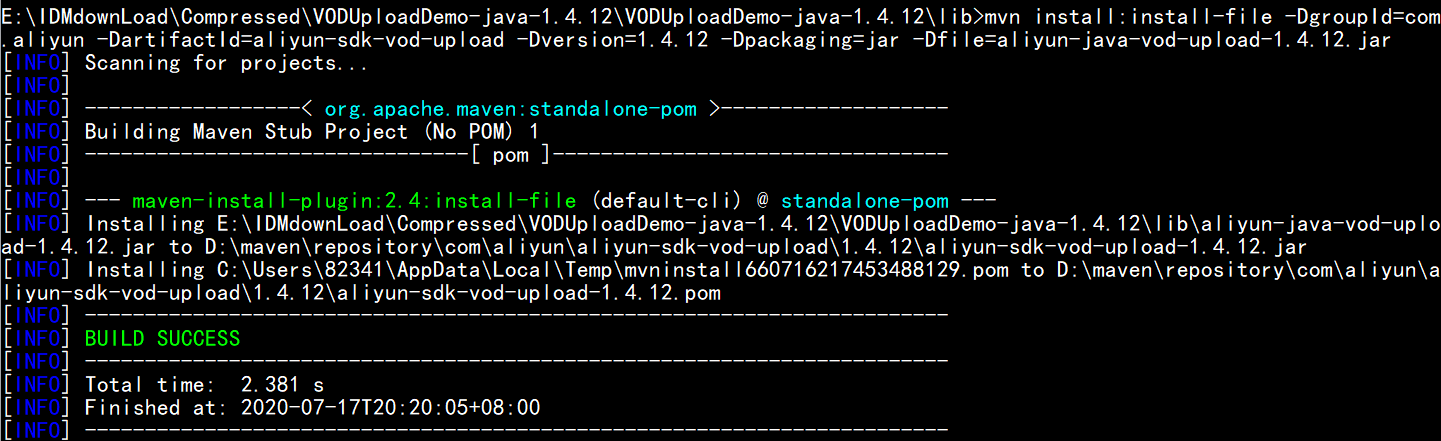 E:\IDMdownLoad\Compressed\VODUploadDemo-java-1.4.12\VODUploadDemo-java-1.4.12\lib>mvn install:install-file -DgroupId=com
.aliyun -DartifactId=aliyun-sdk-vod-upload -Dversion=1.4.12 -Dpackaging=jar -Dfile=aliyun-java-vod-upload-1.4.12.jar
[INFO] Scanning for projects...
[INFO]
[INFO] ------------------< org.apache.maven:standalone-pom >-------------------
[INFO] Building Maven Stub Project (No POM) 1
[INFO] --------------------------------[ pom ]---------------------------------
[INFO]
[INFO] --- maven-install-plugin:2.4:install-file (default-cli) @ standalone-pom ---
[INFO] Installing E:\IDMdownLoad\Compressed\VODUploadDemo-java-1.4.12\VODUploadDemo-java-1.4.12\lib\aliyun-java-vod-uplo
ad-1.4.12.jar to D:\maven\repository\com\aliyun\aliyun-sdk-vod-upload\1.4.12\aliyun-sdk-vod-upload-1.4.12.jar
[INFO] Installing C:\Users\82341\AppData\Local\Temp\mvninstall660716217453488129.pom to D:\maven\repository\com\aliyun\a
liyun-sdk-vod-upload\1.4.12\aliyun-sdk-vod-upload-1.4.12.pom
[INFO] ------------------------------------------------------------------------
[INFO] BUILD SUCCESS
[INFO] ------------------------------------------------------------------------
[INFO] Total time:  2.381 s
[INFO] Finished at: 2020-07-17T20:20:05+08:00
[INFO] ------------------------------------------------------------------------